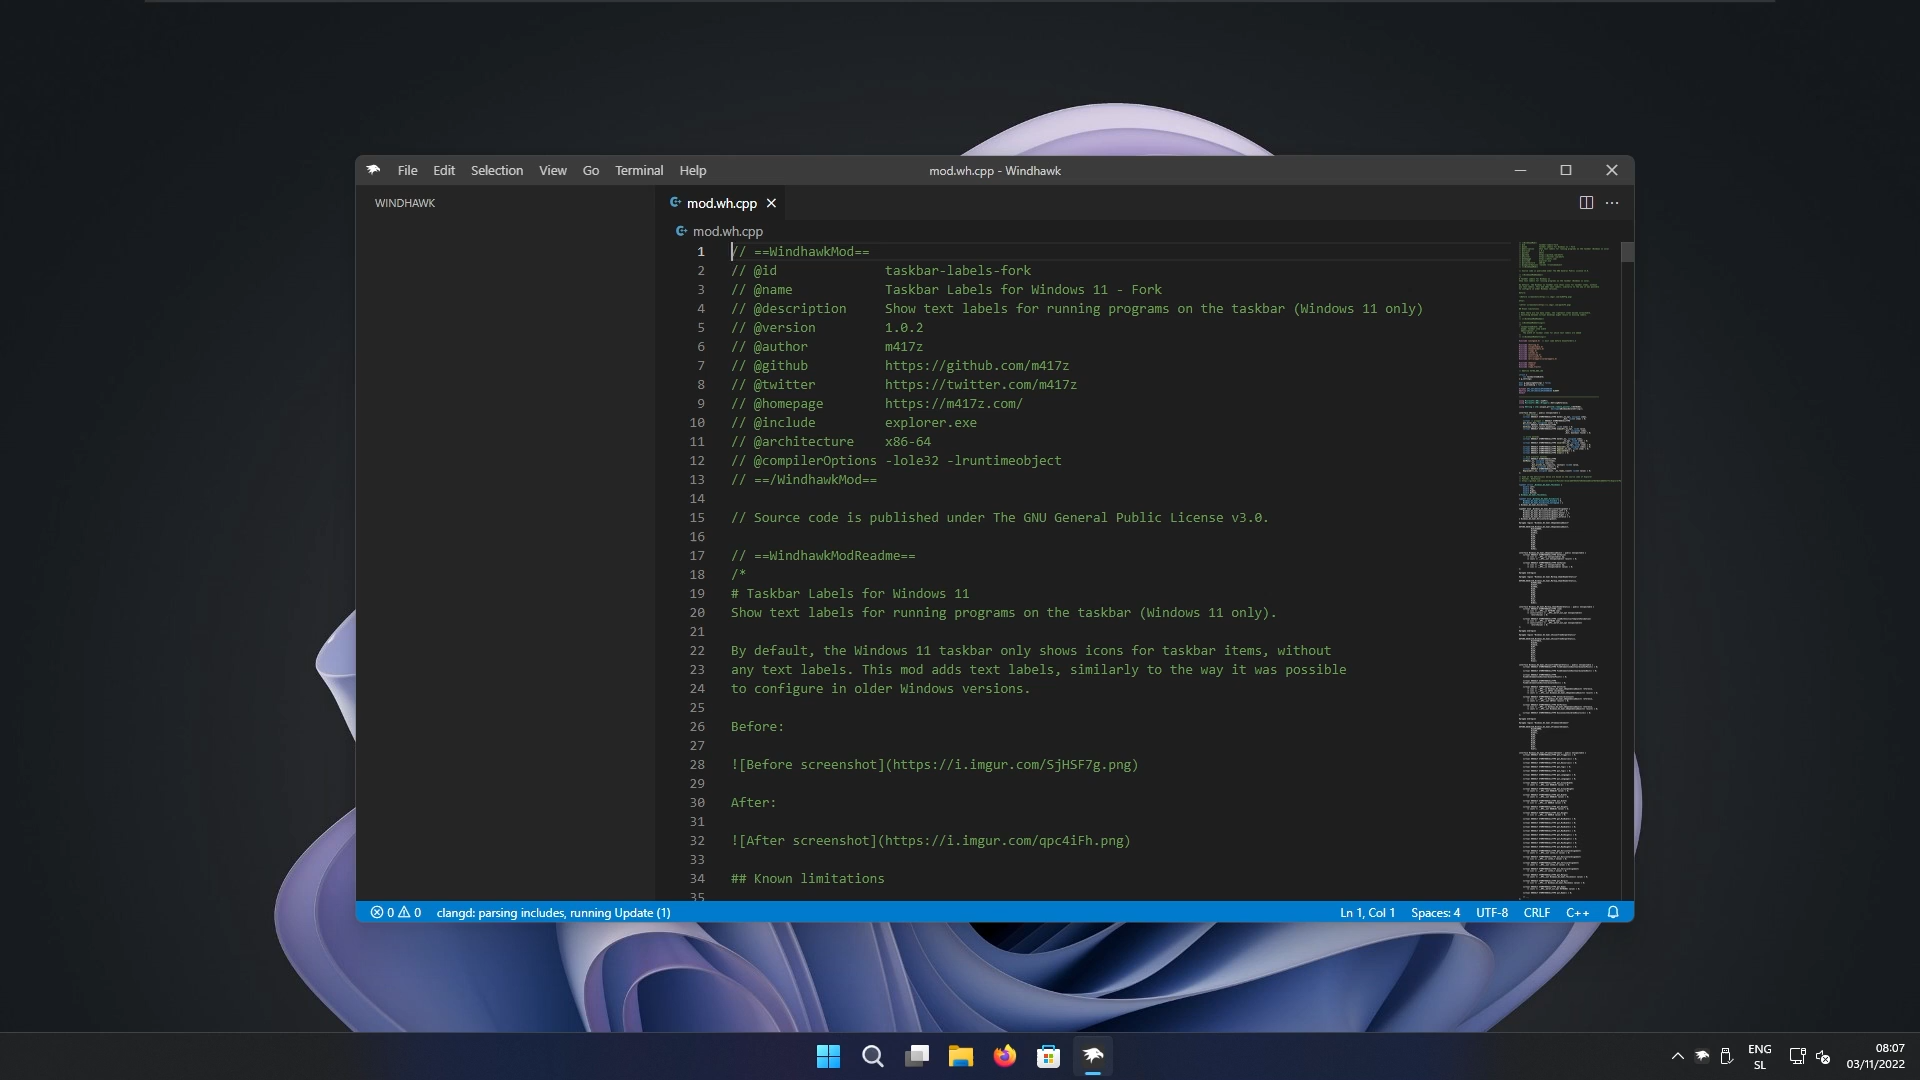 File Edit Selection View Go Terminal Help
mod.wh.cpp - Windhawk
WINDHAWK
mod.wh.cpp
mod.wh.cpp
1 // ==WindhawkMod==
2 // @id taskbar-labels-fork
3 // @name Taskbar Labels for Windows 11 - Fork
4 // @description Show text labels for running programs on the taskbar (Windows 11 only)
5 // @version 1.0.2
6 // @author m417z
7 // @github https://github.com/m417z
8 // @twitter https://twitter.com/m417z
9 // @homepage https://m417z.com/
10 // @include explorer.exe
11 // @architecture x86-64
12 // @compilerOptions -lole32 -lruntimeobject
13 // ==/WindhawkMod==
14
15 // Source code is published under The GNU General Public License v3.0.
16
17 // ==WindhawkModReadme==
18 /*
19 # Taskbar Labels for Windows 11
20 Show text labels for running programs on the taskbar (Windows 11 only).
21
22 By default, the Windows 11 taskbar only shows icons for taskbar items, without
23 any text labels. This mod adds text labels, similarly to the way it was possible
24 to configure in older Windows versions.
25
26 Before:
27
28 ![Before screenshot](https://i.imgur.com/SjHSF7g.png)
29
30 After:
31
32 ![After screenshot](https://i.imgur.com/qpc4iFh.png)
33
34 ## Known limitations
35
0 0 clangd: parsing includes, running Update (1)
Ln 1, Col 1 Spaces: 4 UTF-8 CRLF C++
ENG
SL
08:07
03/11/2022